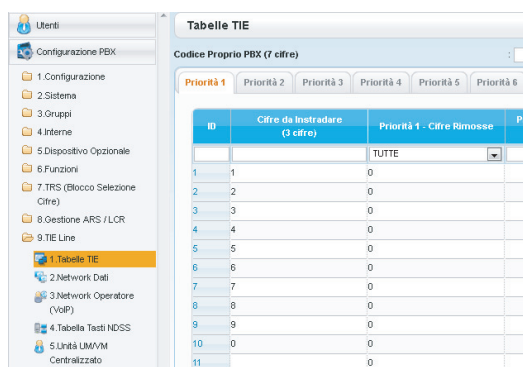 Utenti
Configurazione PBX
1.Configurazione
2.Sistema
3.Gruppi
4.Interne
5.Dispositivo Opzionale
6.Funzioni
7.TRS (Blocco Selezione
Cifre)
8.Gestione ARS / LCR
9.TIE Line
1.Tabelle TIE
2.Network Dati
3.Network Operatore
(VoIP)
4.Tabella Tasti NDSS
5.Unità UM/VM
Centralizzato
Tabelle TIE
Codice Proprio PBX (7 cifre) :
Priorità 1 Priorità 2 Priorità 3 Priorità 4 Priorità 5 Priorità 6
ID Cifre da Instradare (3 cifre) Priorità 1 - Cifre Rimosse P
TUTTE
1 1 0
2 2 0
3 3 0
4 4 0
5 5 0
6 6 0
7 7 0
8 8 0
9 9 0
10 0 0
11 0